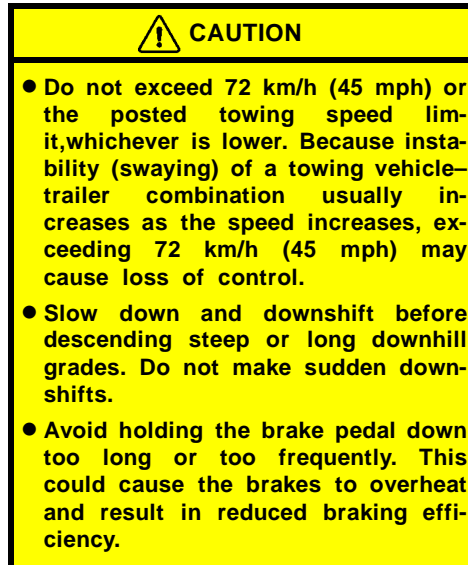 CAUTION
● Do not exceed 72 km/h (45 mph) or
the posted towing speed lim-
it,whichever is lower. Because insta-
bility (swaying) of a towing vehicle–
trailer combination usually in-
creases as the speed increases, ex-
ceeding 72 km/h (45 mph) may
cause loss of control.
● Slow down and downshift before
descending steep or long downhill
grades. Do not make sudden down-
shifts.
● Avoid holding the brake pedal down
too long or too frequently. This
could cause the brakes to overheat
and result in reduced braking effi-
ciency.